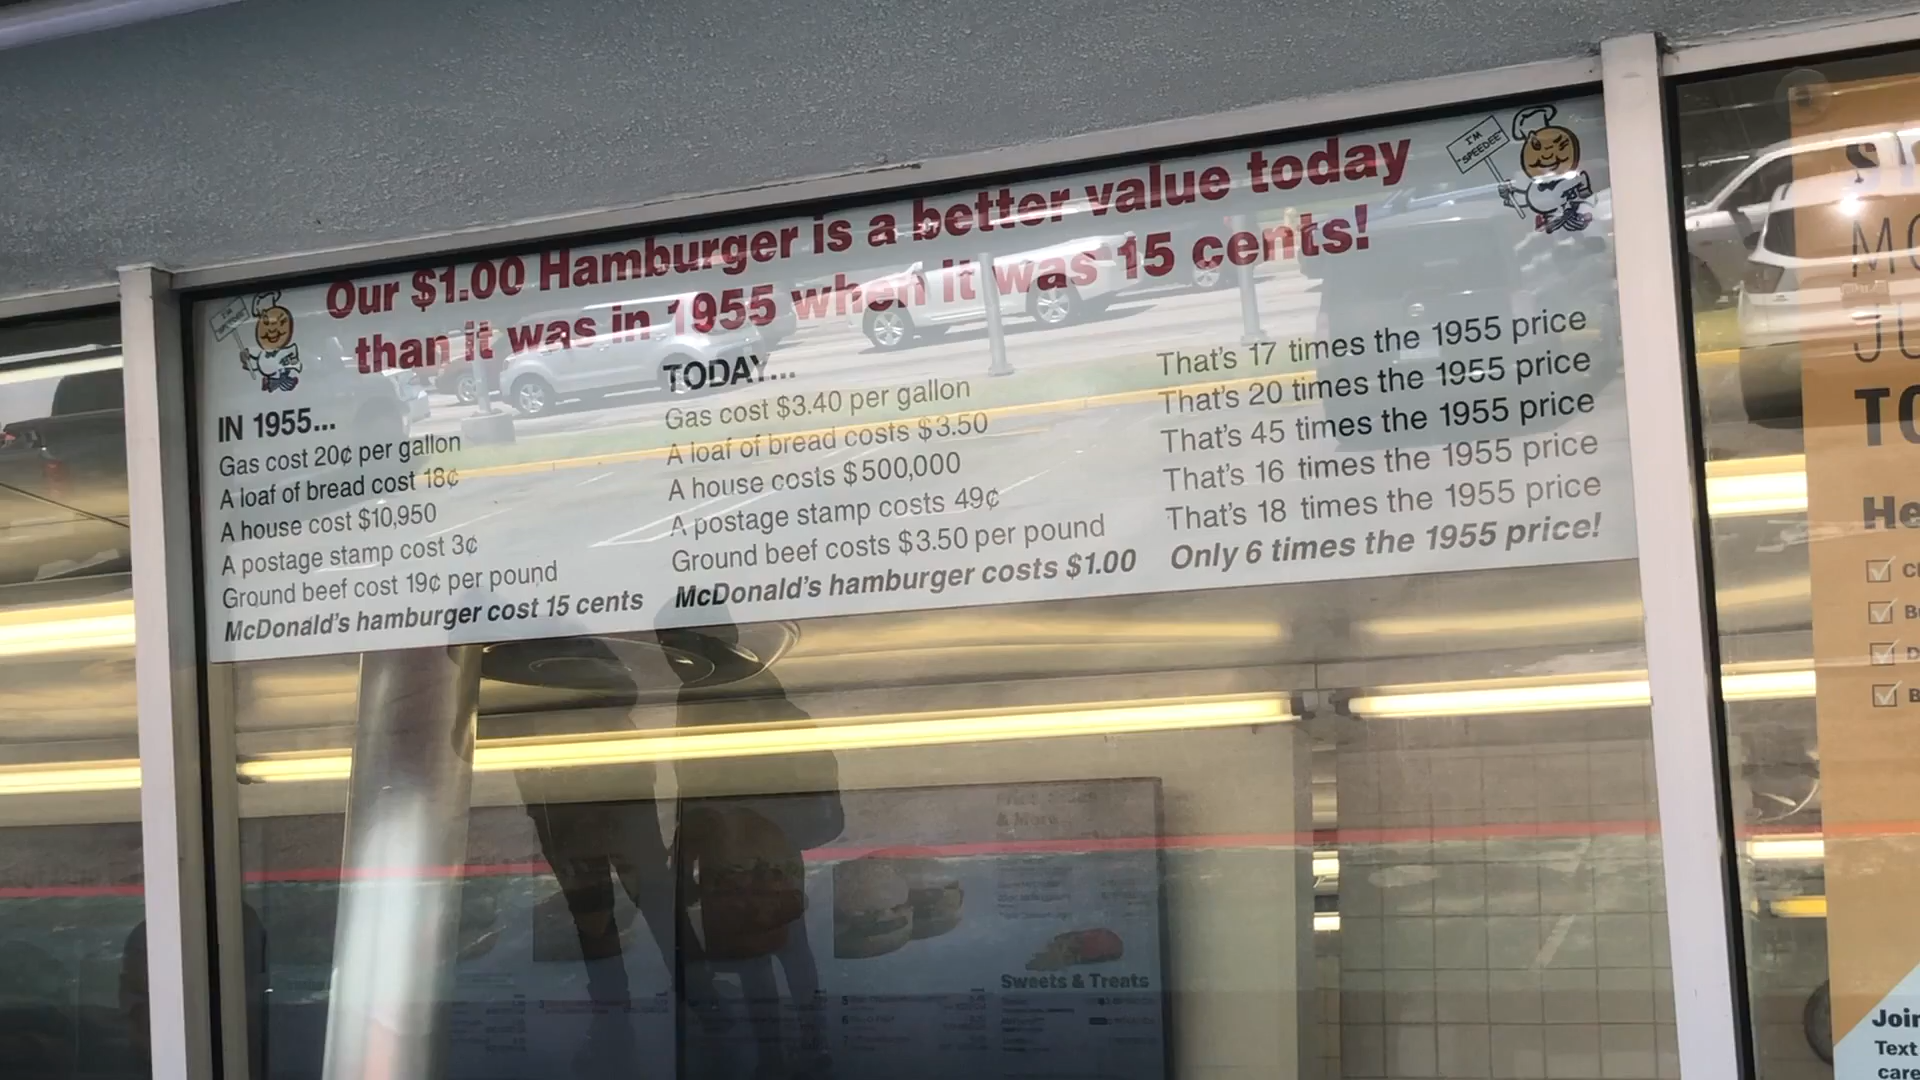 Our $1.00 Hamburger is a better value today
than it was in 1955 when it was 15 cents!
I'M
"SPEEDEE"
IN 1955...
Gas cost 20¢ per gallon
A loaf of bread cost 18¢
A house cost $10,950
A postage stamp cost 3¢
Ground beef cost 19¢ per pound
McDonald's hamburger cost 15 cents
TODAY...
Gas cost $3.40 per gallon
A loaf of bread costs $3.50
A house costs $500,000
A postage stamp costs 49¢
Ground beef costs $3.50 per pound
McDonald's hamburger costs $1.00
That's 17 times the 1955 price
That's 20 times the 1955 price
That's 45 times the 1955 price
That's 16 times the 1955 price
That's 18 times the 1955 price
Only 6 times the 1955 price!
& More
Sweets & Treats
Text